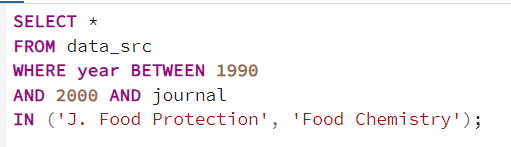 SELECT *
FROM data_src
WHERE year BETWEEN 1990
AND 2000 AND journal
IN ('J. Food Protection', 'Food Chemistry');